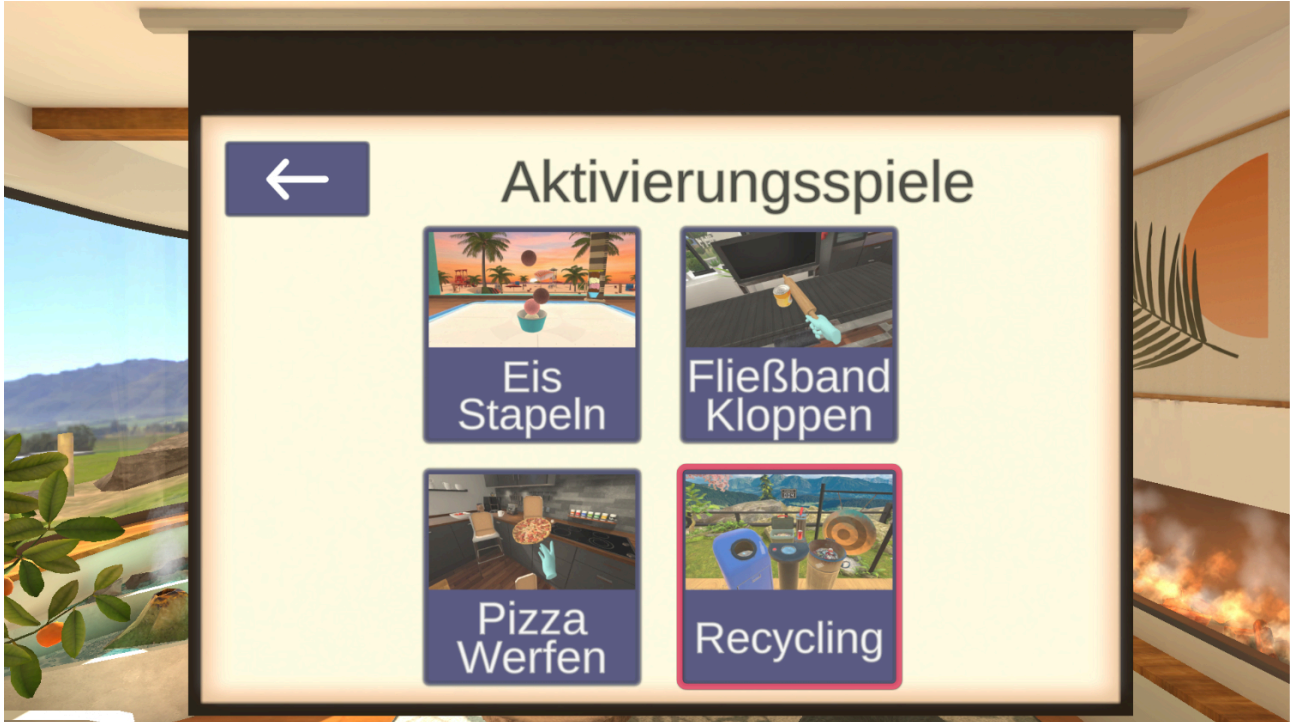 Aktivierungsspiele
Eis
Stapeln
Fließband
Kloppen
Pizza
Werfen
Recycling